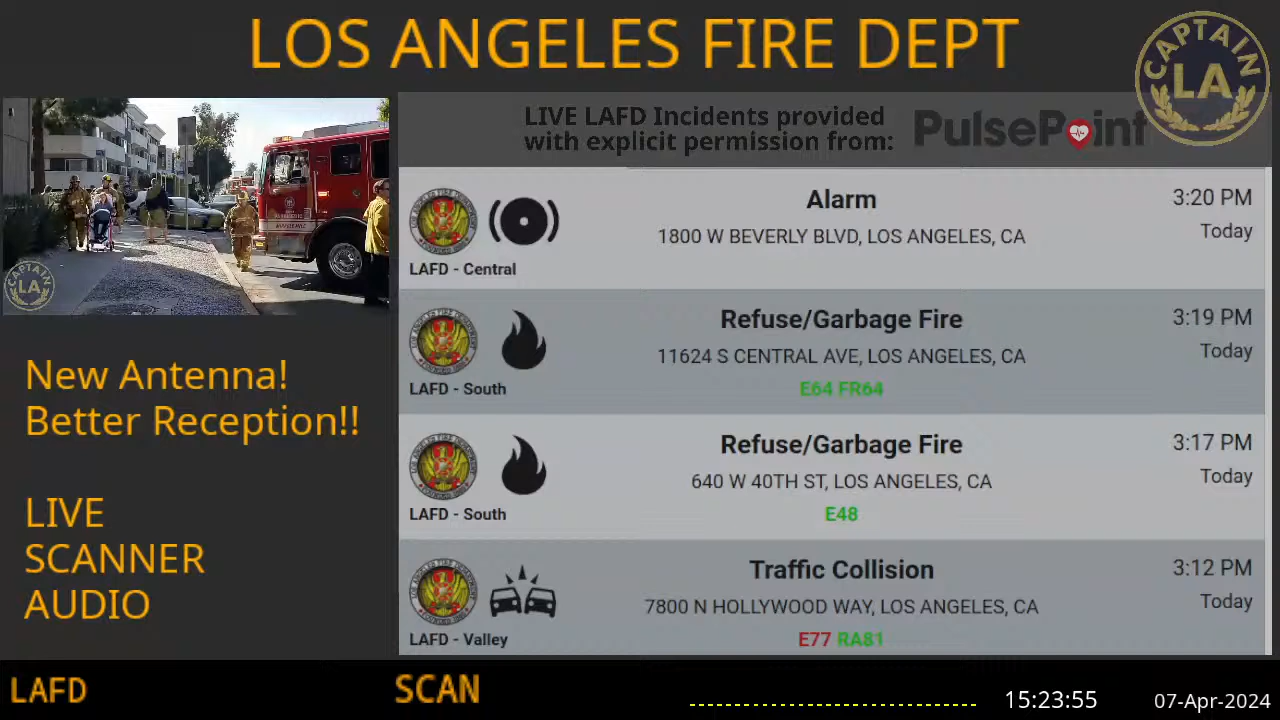 LOS ANGELES FIRE DEPT
CAPTAIN
LA
LIVE LAFD Incidents provided
with explicit permission from:
PulsePoint
Alarm
3:20 PM
1800 W BEVERLY BLVD, LOS ANGELES, CA
Today
LAFD - Central
Refuse/Garbage Fire
3:19 PM
11624 S CENTRAL AVE, LOS ANGELES, CA
Today
LAFD - South
E64 FR64
Refuse/Garbage Fire
3:17 PM
640 W 40TH ST, LOS ANGELES, CA
Today
LAFD - South
E48
Traffic Collision
3:12 PM
7800 N HOLLYWOOD WAY, LOS ANGELES, CA
Today
LAFD - Valley
E77 RA81
CAPTAIN
LA
New Antenna!
Better Reception!!
LIVE
SCANNER
AUDIO
LAFD
SCAN
15:23:55
07-Apr-2024